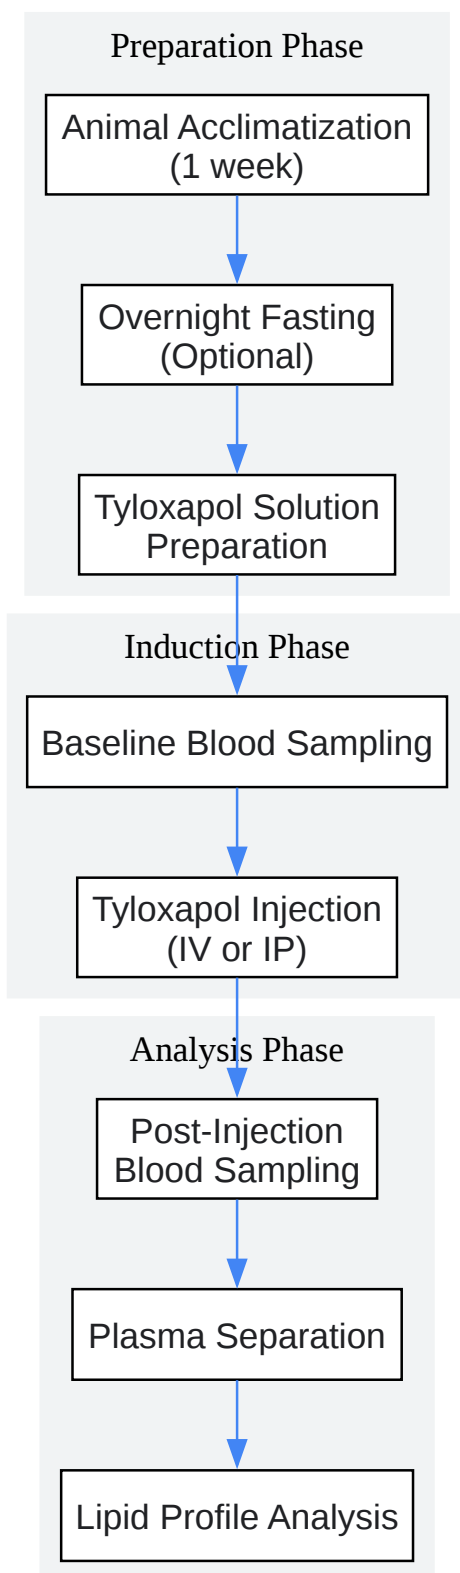 Preparation Phase
Animal Acclimatization
(1 week)
Overnight Fasting
(Optional)
Tyloxapol Solution
Preparation
Induction Phase
Baseline Blood Sampling
Tyloxapol Injection
(IV or IP)
Analysis Phase
Post-Injection
Blood Sampling
Plasma Separation
Lipid Profile Analysis